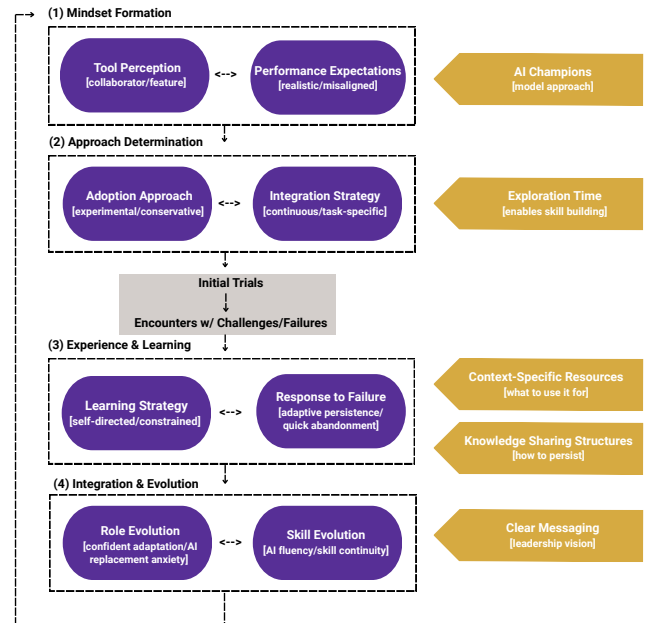 (1) Mindset Formation
Tool Perception
[collaborator/feature]
Performance Expectations
[realistic/misaligned]
AI Champions
[model approach]
(2) Approach Determination
Adoption Approach
[experimental/conservative]
Integration Strategy
[continuous/task-specific]
Exploration Time
[enables skill building]
Initial Trials
Encounters w/ Challenges/Failures
(3) Experience & Learning
Learning Strategy
[self-directed/constrained]
Response to Failure
[adaptive persistence/
quick abandonment]
Context-Specific Resources
[what to use it for]
Knowledge Sharing Structures
[how to persist]
(4) Integration & Evolution
Role Evolution
[confident adaptation/AI
replacement anxiety]
Skill Evolution
[AI fluency/skill continuity]
Clear Messaging
[leadership vision]